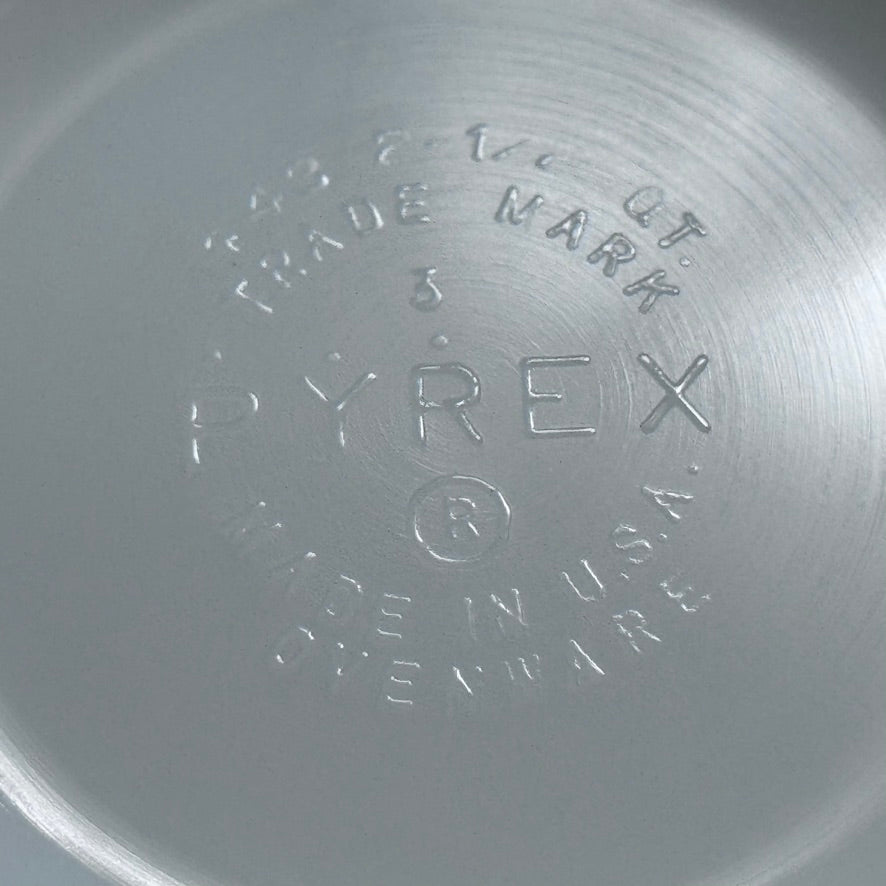 QT.
TRADE MARK
3
PYREX
®
MADE IN U.S.A.
OVENWARE